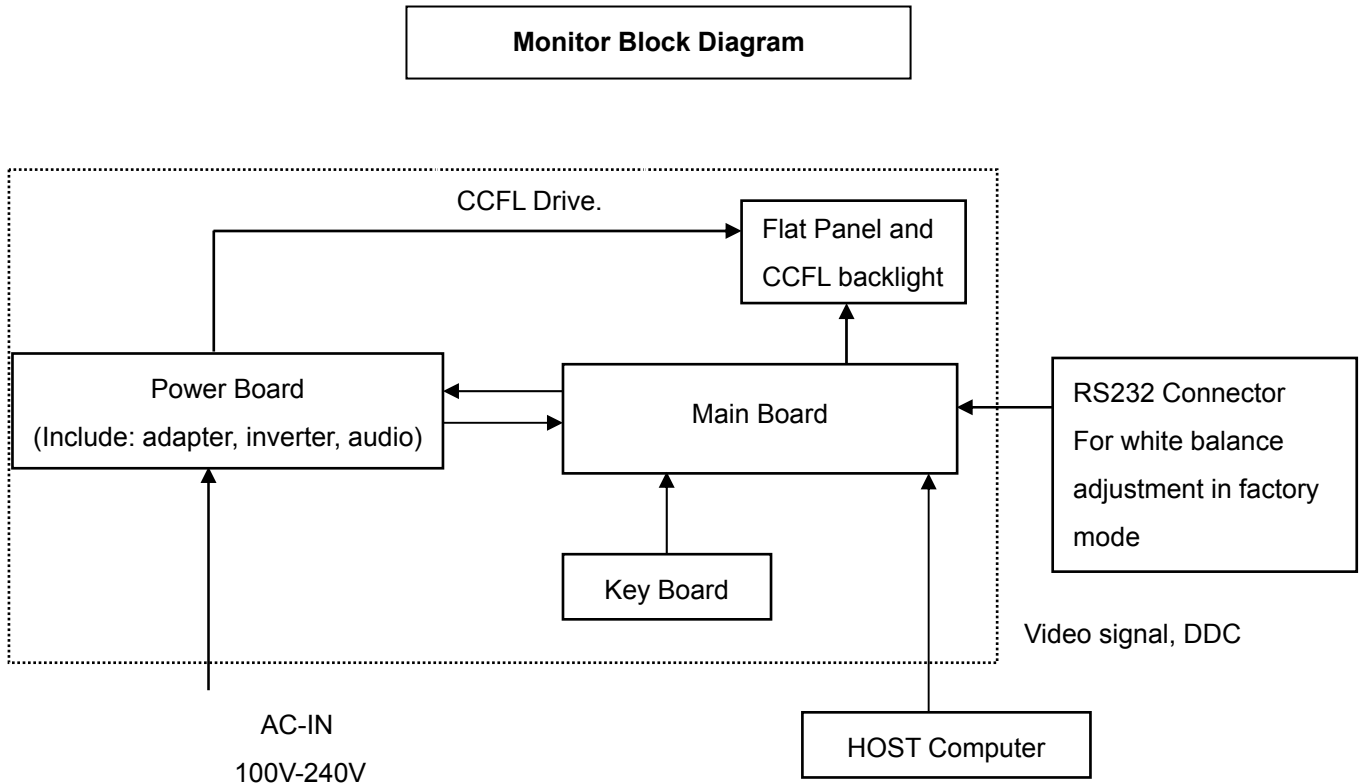 Monitor Block Diagram
CCFL Drive.
Flat Panel and
CCFL backlight
Power Board
(Include: adapter, inverter, audio)
Main Board
RS232 Connector
For white balance
adjustment in factory
mode
Key Board
Video signal, DDC
AC-IN
100V-240V
HOST Computer